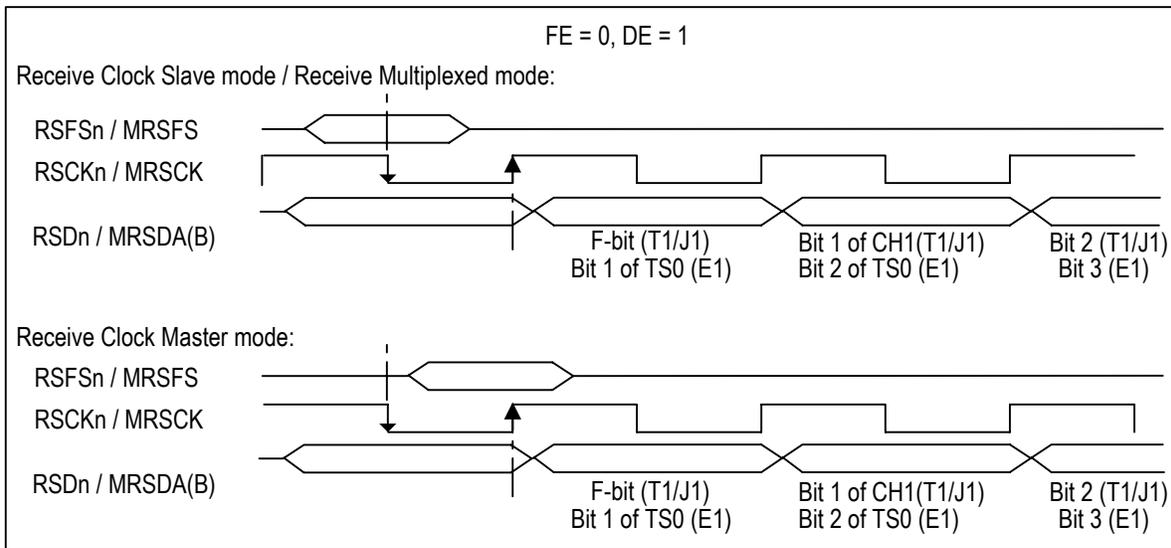 FE = 0, DE = 1
Receive Clock Slave mode / Receive Multiplexed mode:
RSFSn / MRSFS
RSCKn / MRSCK
RSDn / MRSDA(B)
F-bit (T1/J1) Bit 1 of CH1(T1/J1) Bit 2 (T1/J1)
Bit 1 of TS0 (E1) Bit 2 of TS0 (E1) Bit 3 (E1)
Receive Clock Master mode:
RSFSn / MRSFS
RSCKn / MRSCK
RSDn / MRSDA(B)
F-bit (T1/J1) Bit 1 of CH1(T1/J1) Bit 2 (T1/J1)
Bit 1 of TS0 (E1) Bit 2 of TS0 (E1) Bit 3 (E1)